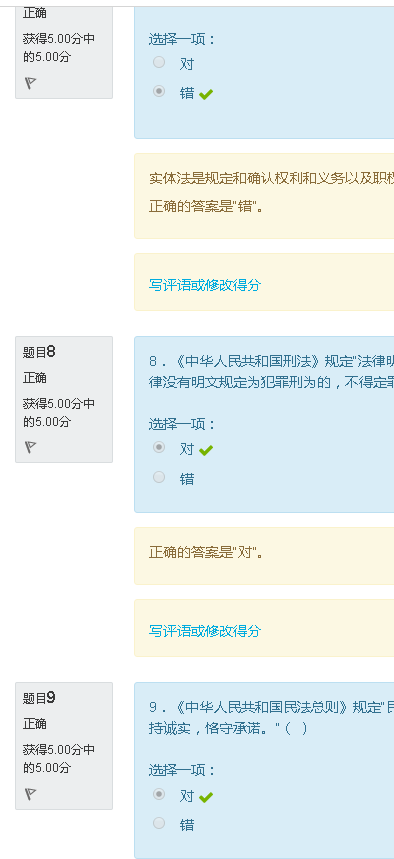 正确
获得5.00分中
的5.00分
选择一项：
对
错
实体法是规定和确认权利和义务以及职权
正确的答案是“错”。
写评语或修改得分
题目8
正确
获得5.00分中
的5.00分
8．《中华人民共和国刑法》规定“法律明
律没有明文规定为犯罪刑为的，不得定罪
选择一项：
对
错
正确的答案是“对”。
写评语或修改得分
题目9
正确
获得5.00分中
的5.00分
9．《中华人民共和国民法总则》规定“民
持诚实，恪守承诺。”（ ）
选择一项：
对
错